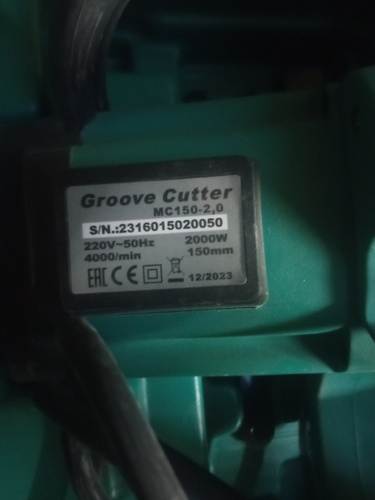 Groove Cutter
MC150-2,0
S/N.:2316015020050
220V~50Hz 2000W
4000/min 150mm
EAC CE 12/2023